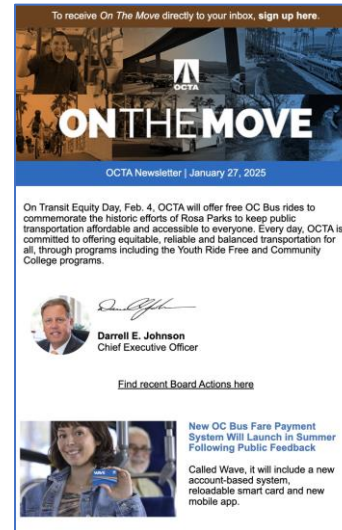 To receive On The Move directly to your inbox, sign up here.
OCTA
ONTHEMOVE
OCTA Newsletter | January 27, 2025
On Transit Equity Day, Feb. 4, OCTA will offer free OC Bus rides to
commemorate the historic efforts of Rosa Parks to keep public
transportation affordable and accessible to everyone. Every day, OCTA is
committed to offering equitable, reliable and balanced transportation for
all, through programs including the Youth Ride Free and Community
College programs.
Darrell E. Johnson
Chief Executive Officer
Find recent Board Actions here
New OC Bus Fare Payment
System Will Launch in Summer
Following Public Feedback
Called Wave, it will include a new
account-based system,
reloadable smart card and new
mobile app.